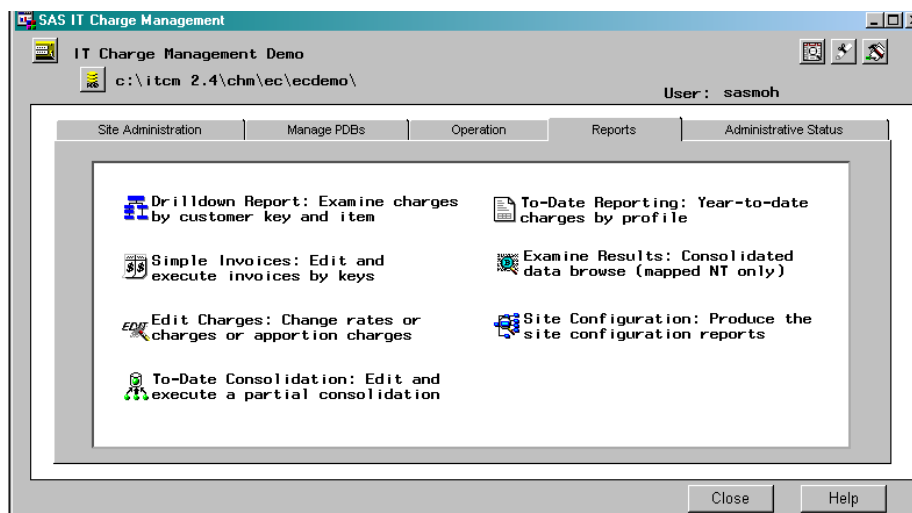 SAS IT Charge Management
IT Charge Management Demo
c:\itcm 2.4\chm\ec\ecdemo\
User: sasmoh
Site Administration
Manage PDBs
Operation
Reports
Administrative Status
Drilldown Report: Examine charges
by customer key and item
Simple Invoices: Edit and
execute invoices by keys
EDIT
Edit Charges: Change rates or
charges or apportion charges
To-Date Consolidation: Edit and
execute a partial consolidation
To-Date Reporting: Year-to-date
charges by profile
Examine Results: Consolidated
data browse (mapped NT only)
Site Configuration: Produce the
site configuration reports
Close
Help